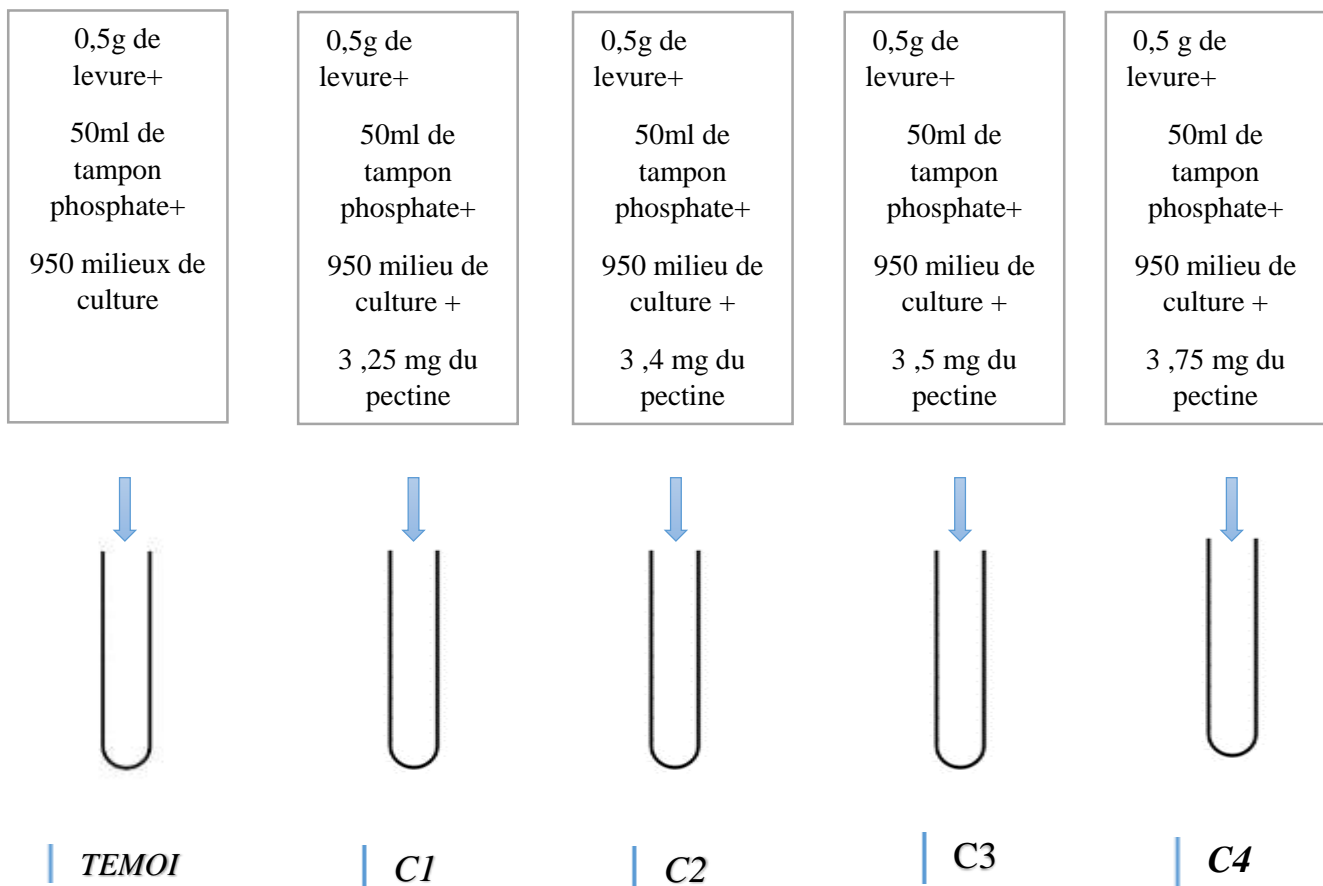 0,5g de
levure+
50ml de
tampon
phosphate+
950 milieux de
culture
0,5g de
levure+
50ml de
tampon
phosphate+
950 milieu de
culture +
3 ,25 mg du
pectine
0,5g de
levure+
50ml de
tampon
phosphate+
950 milieu de
culture +
3 ,4 mg du
pectine
0,5g de
levure+
50ml de
tampon
phosphate+
950 milieu de
culture +
3 ,5 mg du
pectine
0,5 g de
levure+
50ml de
tampon
phosphate+
950 milieu de
culture +
3 ,75 mg du
pectine
TEMOI
C1
C2
C3
C4